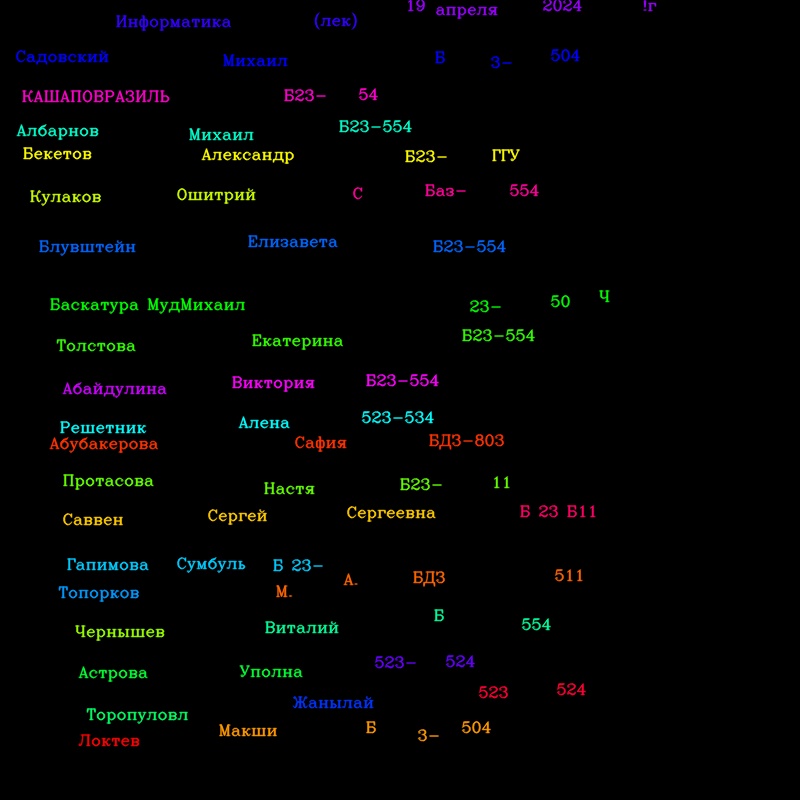 Информатика (лек) 19 апреля 2024 !г
Садовский Михаил Б 3- 504
КАШАПОВРАЗИЛЬ Б23- 54
Албарнов Михаил Б23-554
Бекетов Александр Б23- ГГУ
Кулаков Ошитрий С Баз- 554
Блувштейн Елизавета Б23-554
Баскатура МудМихаил 23- 50 Ч
Толстова Екатерина Б23-554
Абайдулина Виктория Б23-554
Решетник Алена 523-534
Абубакерова Сафия БДЗ-803
Протасова Настя Б23- 11
Саввен Сергей Сергеевна Б 23 Б11
Гапимова Сумбуль Б 23-
Топорков М. А. БДЗ 511
Чернышев Виталий Б 554
Астрова Уполна 523- 524
Торопуловл Жанылай 523 524
Локтев Макши Б 3- 504